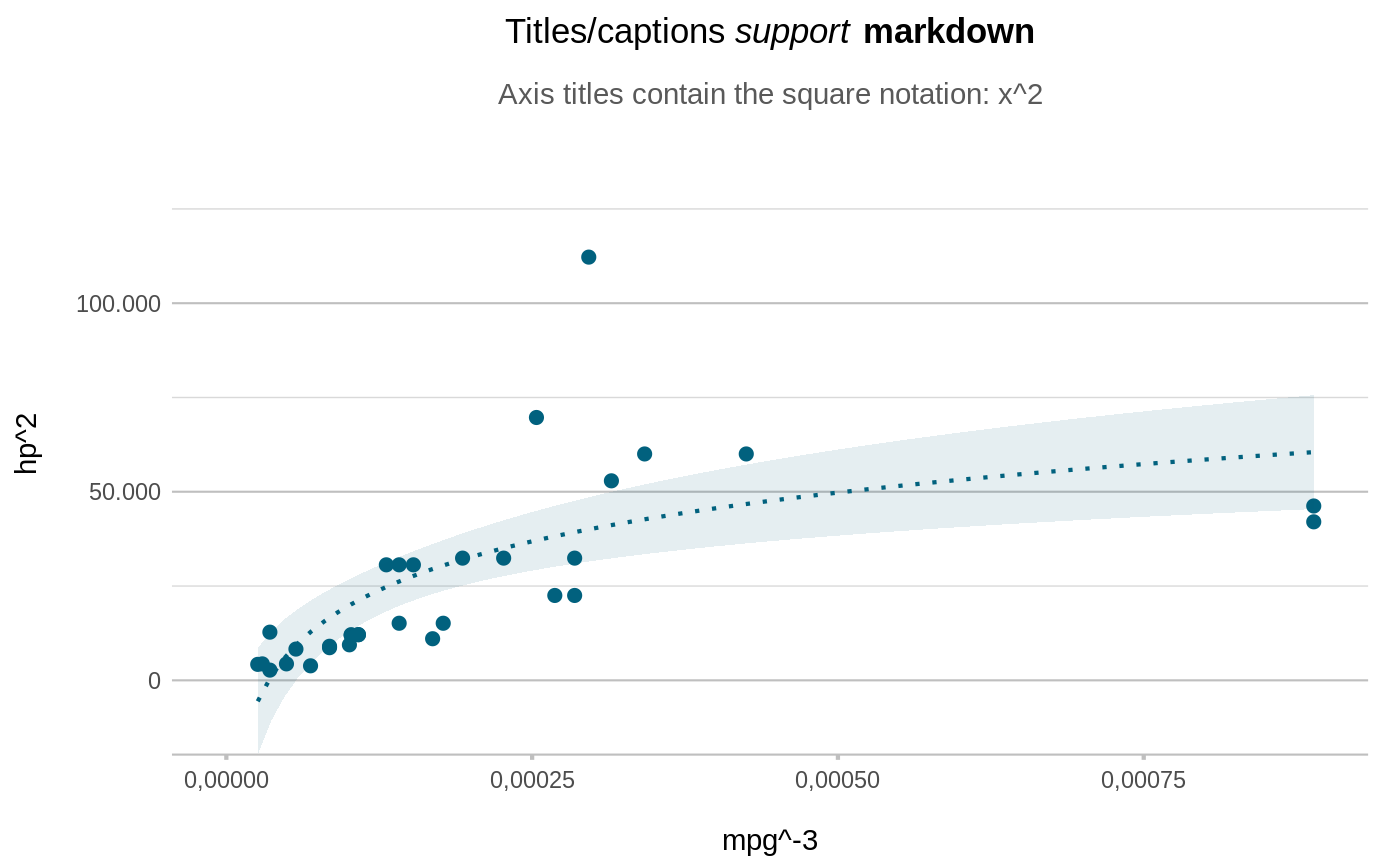 Titles/captions support markdown
Axis titles contain the square notation: x^2
hp^2
100.000
50.000
0
0,00000 0,00025 0,00050 0,00075
mpg^-3